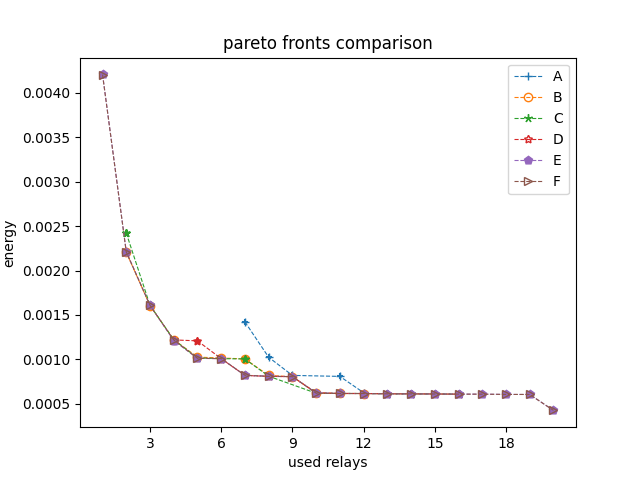 pareto fronts comparison
0.0040
0.0035
0.0030
0.0025
0.0020
0.0015
0.0010
0.0005
energy
3 6 9 12 15 18
used relays
A
B
C
D
E
F